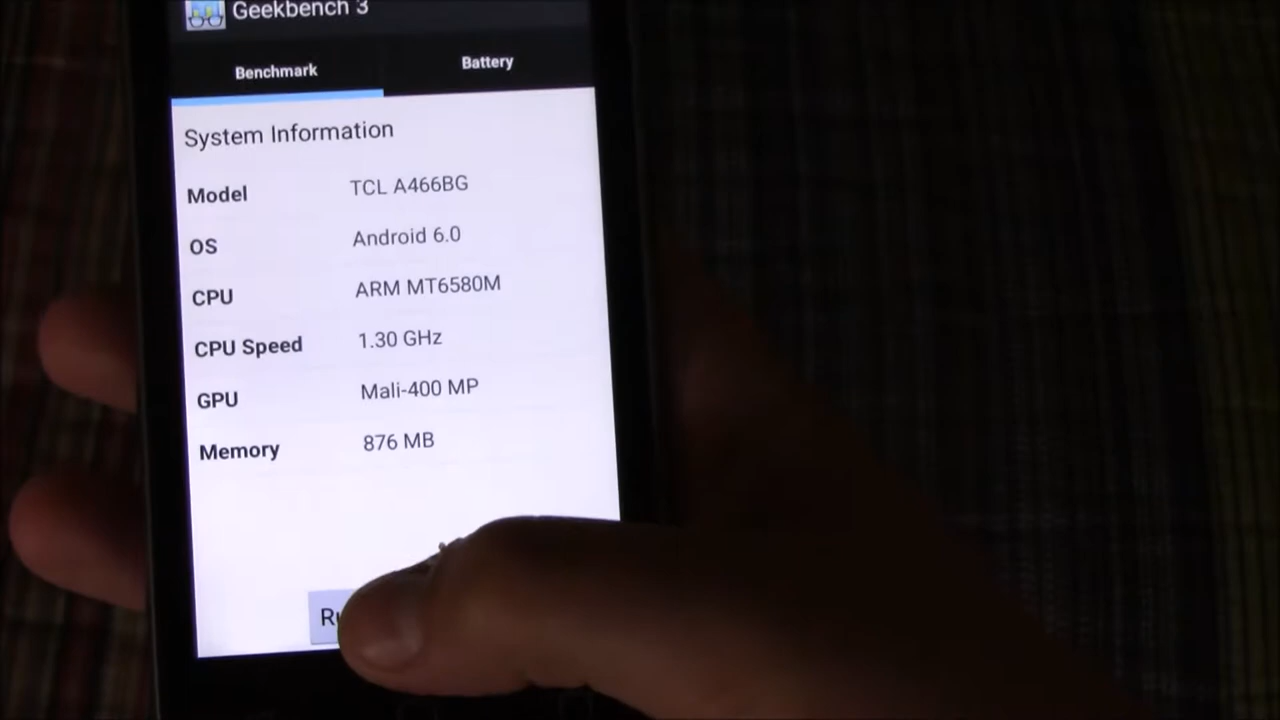 Geekbench 3
Benchmark Battery
System Information
Model TCL A466BG
OS Android 6.0
CPU ARM MT6580M
CPU Speed 1.30 GHz
GPU Mali-400 MP
Memory 876 MB